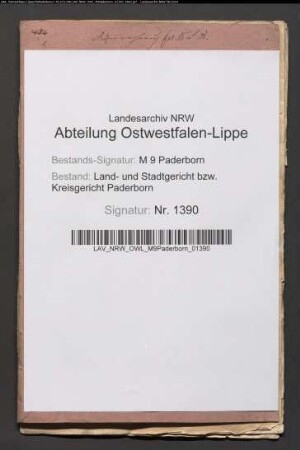 Landesarchiv NRW
Abteilung Ostwestfalen-Lippe
Bestands-Signatur: M 9 Paderborn
Bestand: Land- und Stadtgericht bzw.
Kreisgericht Paderborn
Signatur: Nr. 1390
LAV_NRW_OWL_M9Paderborn_01390